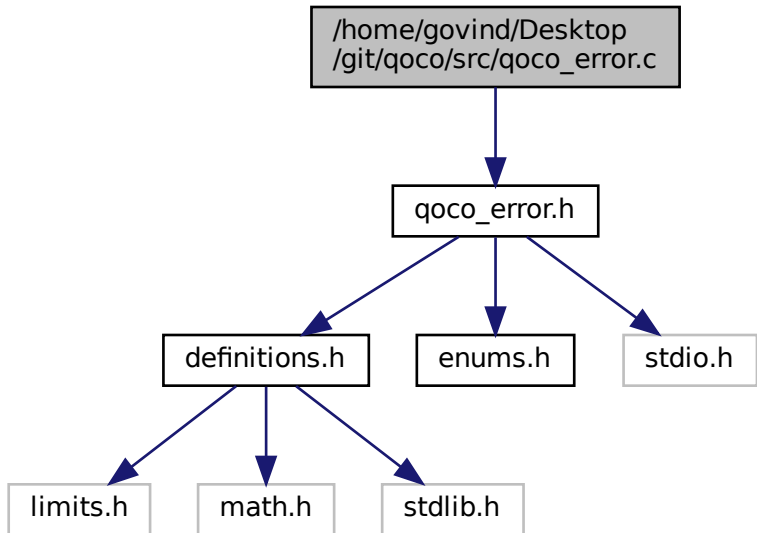 /home/govind/Desktop
/git/qoco/src/qoco_error.c
qoco_error.h
definitions.h
enums.h
stdio.h
limits.h
math.h
stdlib.h